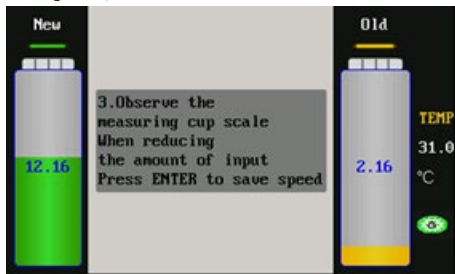 New
Old
3.Observe the
measuring cup scale
When reducing
the amount of input
Press ENTER to save speed
12.16
2.16
TEMP
31.0
°C